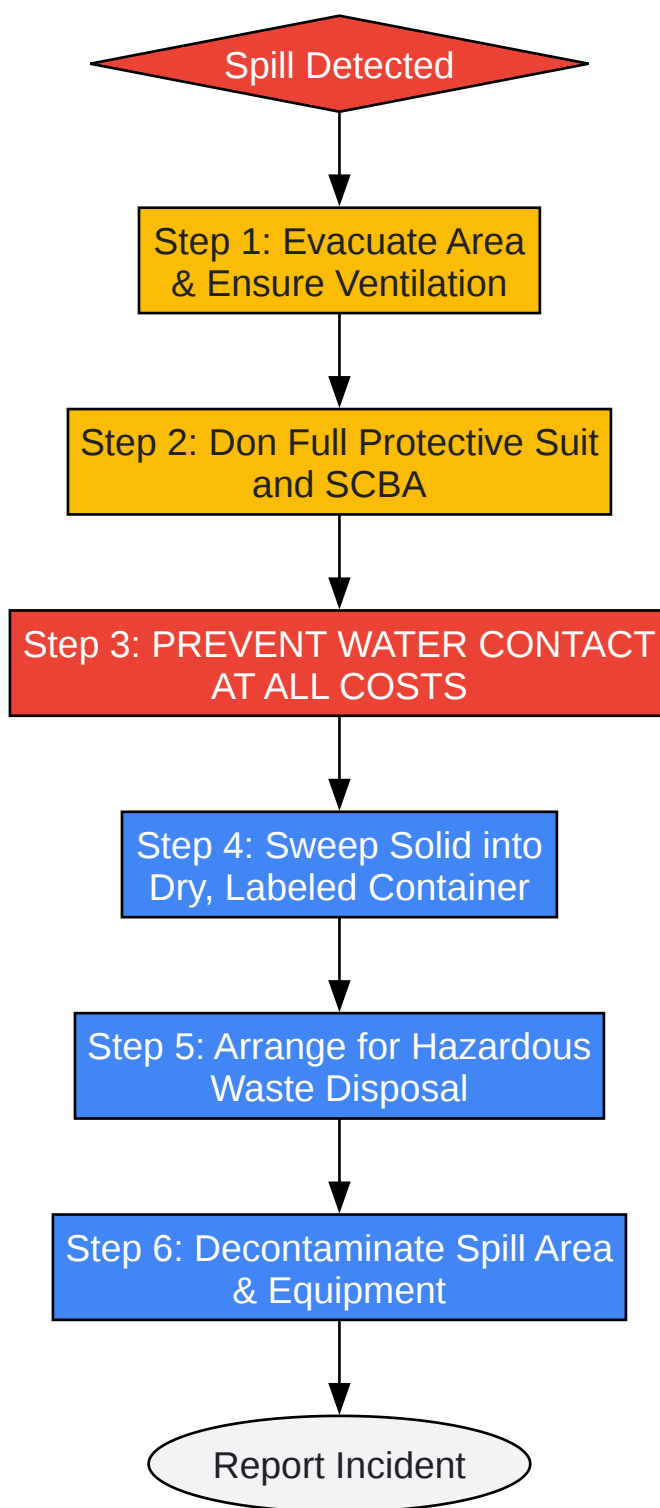 Spill Detected
Step 1: Evacuate Area
& Ensure Ventilation
Step 2: Don Full Protective Suit
and SCBA
Step 3: PREVENT WATER CONTACT
AT ALL COSTS
Step 4: Sweep Solid into
Dry, Labeled Container
Step 5: Arrange for Hazardous
Waste Disposal
Step 6: Decontaminate Spill Area
& Equipment
Report Incident